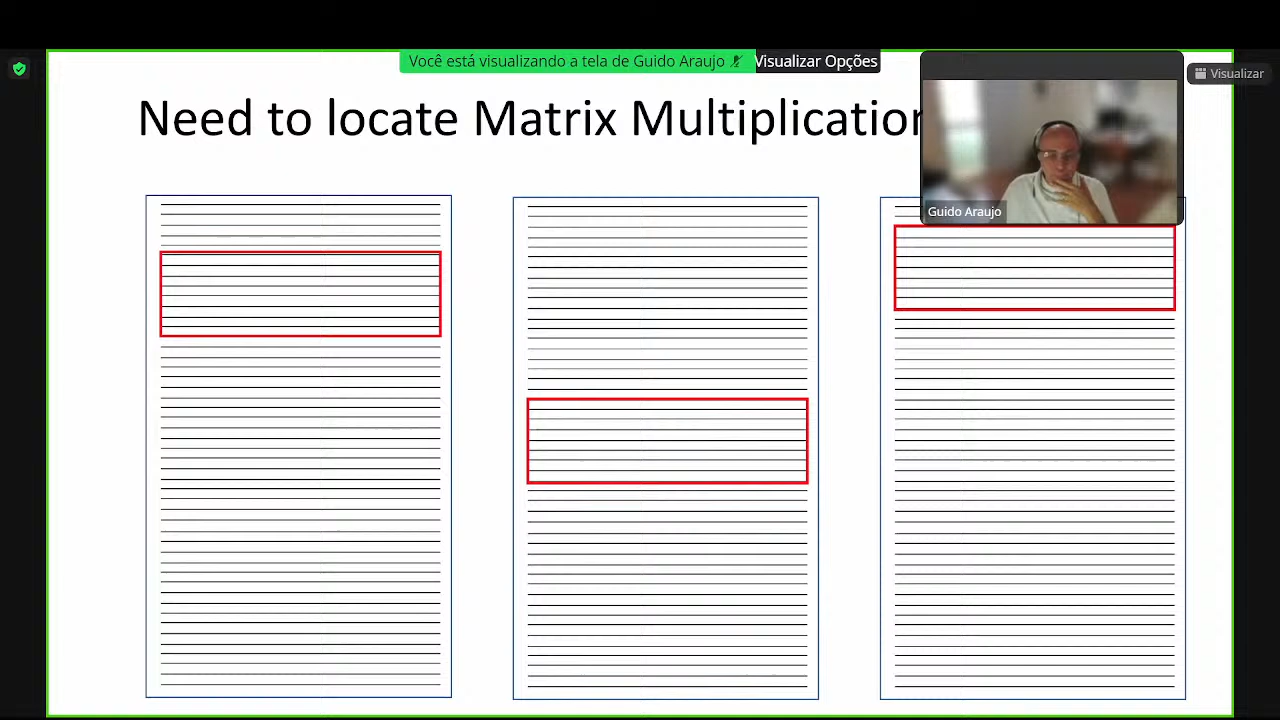 Você está visualizando a tela de Guido Araujo
Visualizar Opções
Visualizar
Need to locate Matrix Multiplication
Guido Araujo